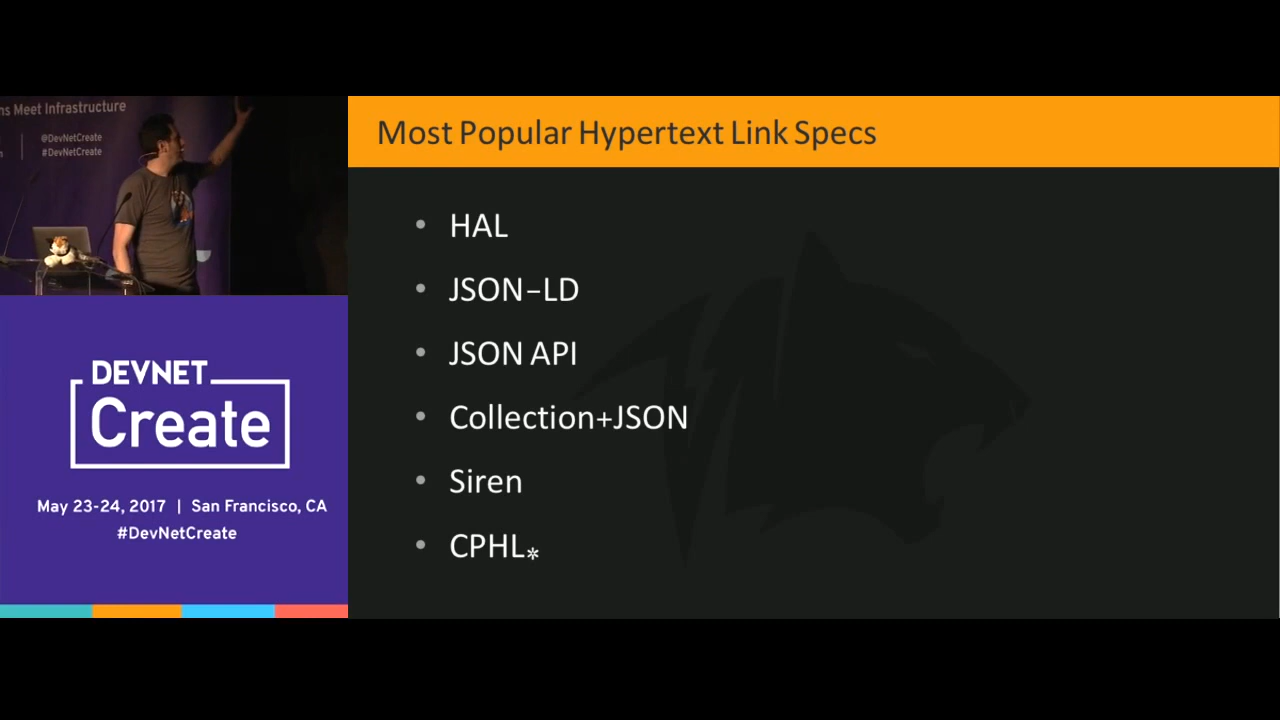 ns Meet Infrastructure
@DevNetCreate
#DevNetCreate
Most Popular Hypertext Link Specs
• HAL
• JSON–LD
• JSON API
• Collection+JSON
• Siren
• CPHL*
DEVNET
Create
May 23-24, 2017 | San Francisco, CA
#DevNetCreate